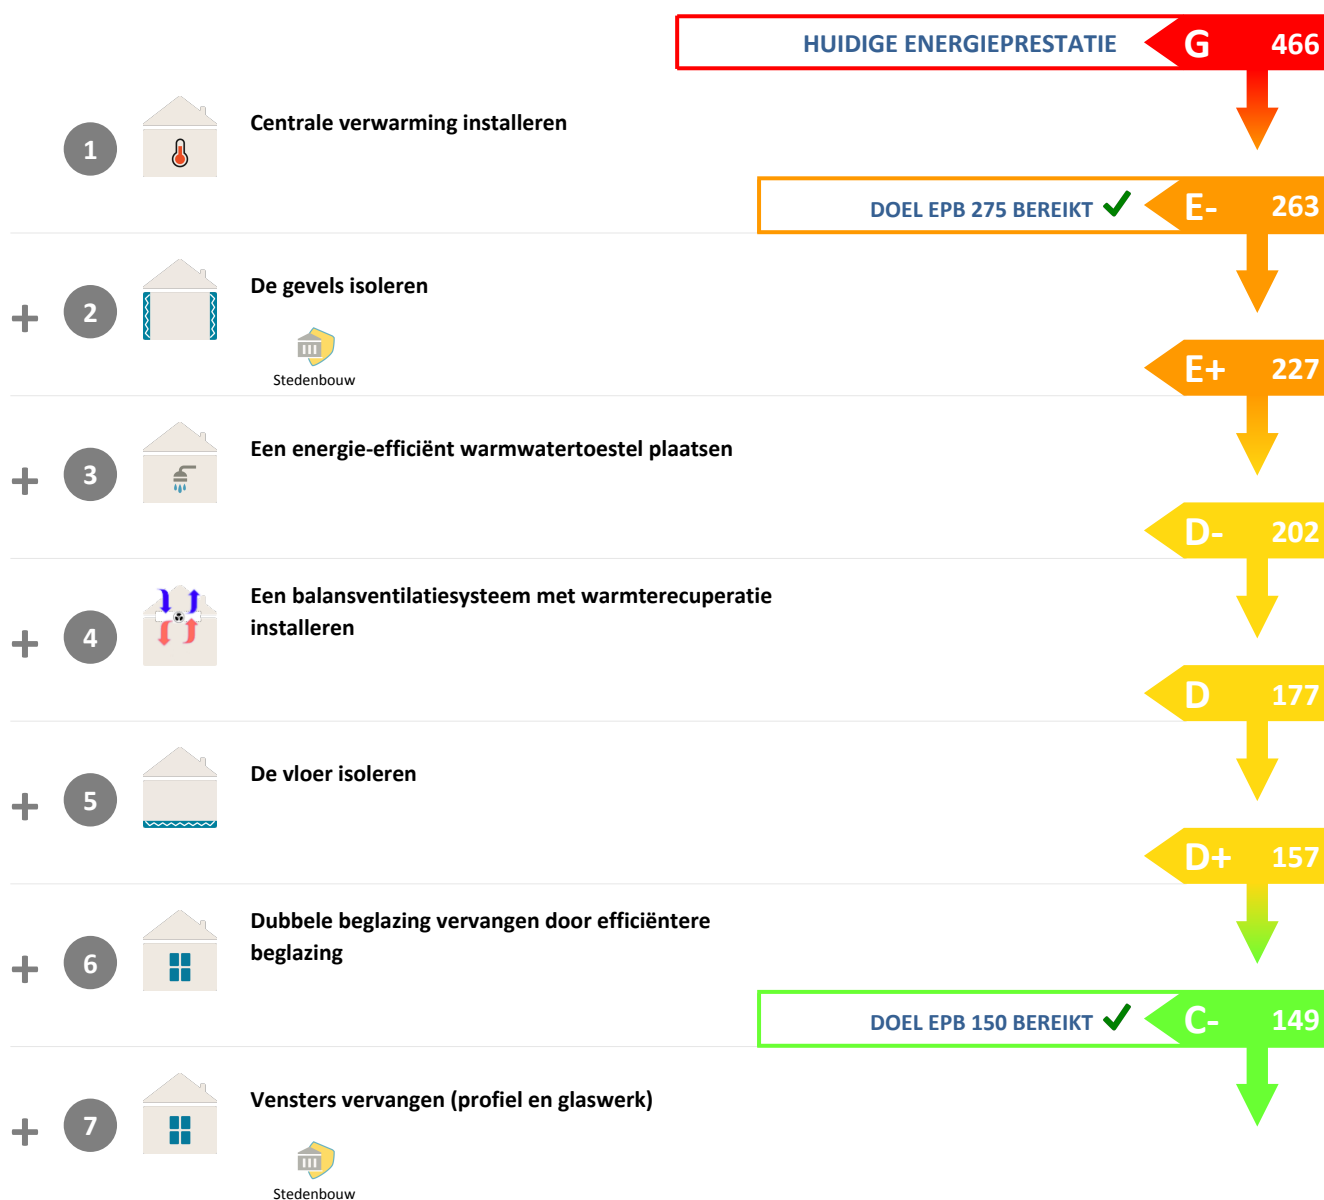 HUIDIGE ENERGIEPRESTATIE G 466
1 Centrale verwarming installeren
DOEL EPB 275 BEREIKT E- 263
+ 2 De gevels isoleren
Stedenbouw
E+ 227
+ 3 Een energie-efficiënt warmwatertoestel plaatsen
D- 202
+ 4 Een balansventilatiesysteem met warmterecuperatie
installeren
D 177
+ 5 De vloer isoleren
D+ 157
+ 6 Dubbele beglazing vervangen door efficiëntere
beglazing
DOEL EPB 150 BEREIKT C- 149
+ 7 Vensters vervangen (profiel en glaswerk)
Stedenbouw